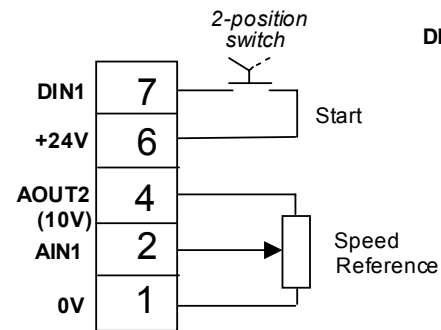 2-position
switch
DI
DIN1 7
Start
+24V 6
AOUT2 4
(10V)
AIN1 2
Speed
Reference
0V 1